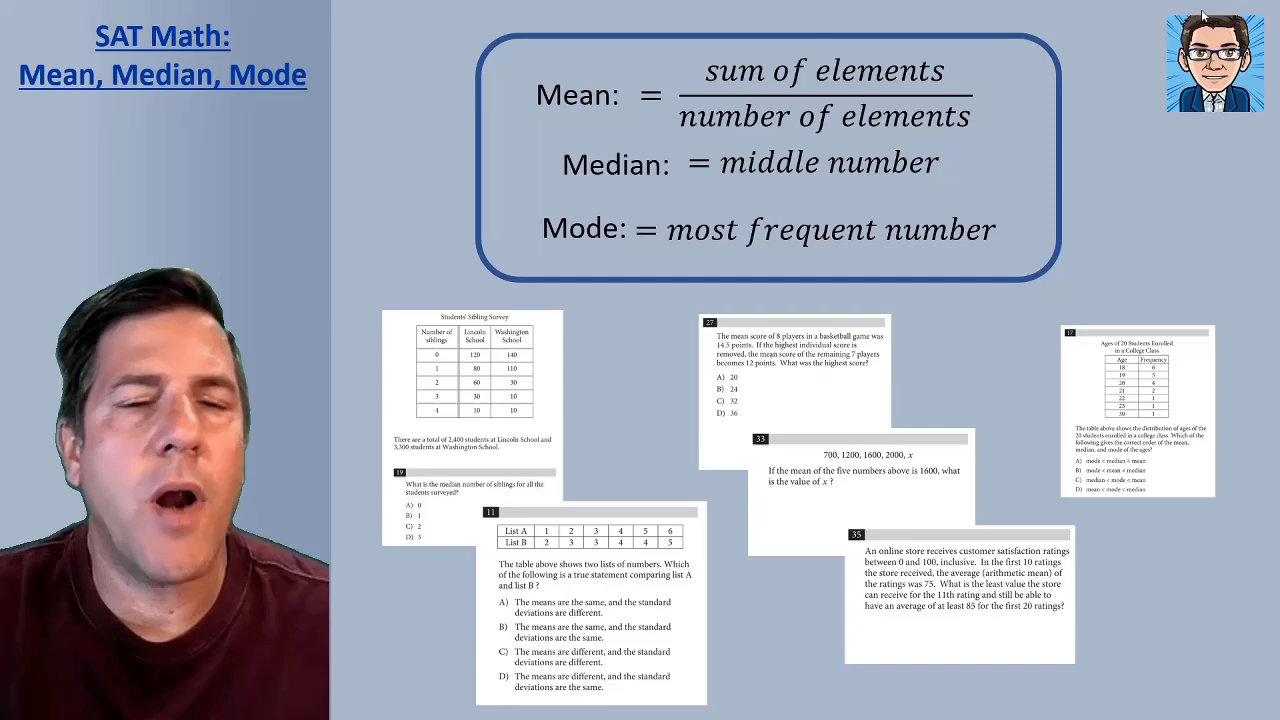 SAT Math:
Mean, Median, Mode
Mean: = sum of elements
number of elements
Median: = middle number
Mode: = most frequent number
Students' Sibling Survey
Number of siblings Lincoln School Washington School
0 120 140
1 80 110
2 60 30
3 30 10
4 10 10
There are a total of 2,400 students at Lincoln School and
3,300 students at Washington School.
19
What is the median number of siblings for all the
students surveyed?
A) 0
B) 1
C) 2
D) 3
11
List A 1 2 3 4 5 6
List B 2 3 3 4 4 5
The table above shows two lists of numbers. Which
of the following is a true statement comparing list A
and list B ?
A) The means are the same, and the standard
deviations are different.
B) The means are the same, and the standard
deviations are the same.
C) The means are different, and the standard
deviations are different.
D) The means are different, and the standard
deviations are the same.
27
The mean score of 8 players in a basketball game was
14.5 points. If the highest individual score is
removed, the mean score of the remaining 7 players
becomes 12 points. What was the highest score?
A) 20
B) 24
C) 32
D) 36
33
700, 1200, 1600, 2000, x
If the mean of the five numbers above is 1600, what
is the value of x ?
35
An online store receives customer satisfaction ratings
between 0 and 100, inclusive. In the first 10 ratings
the store received, the average (arithmetic mean) of
the ratings was 75. What is the least value the store
can receive for the 11th rating and still be able to
have an average of at least 85 for the first 20 ratings?
17
Ages of 20 Students Enrolled
in a College Class
Age Frequency
18 6
19 5
20 4
21 2
22 1
23 1
30 1
The table above shows the distribution of ages of the
20 students enrolled in a college class. Which of the
following gives the correct order of the mean,
median, and mode of the ages?
A) mode < median < mean
B) mode < mean < median
C) median < mode < mean
D) mean < mode < median